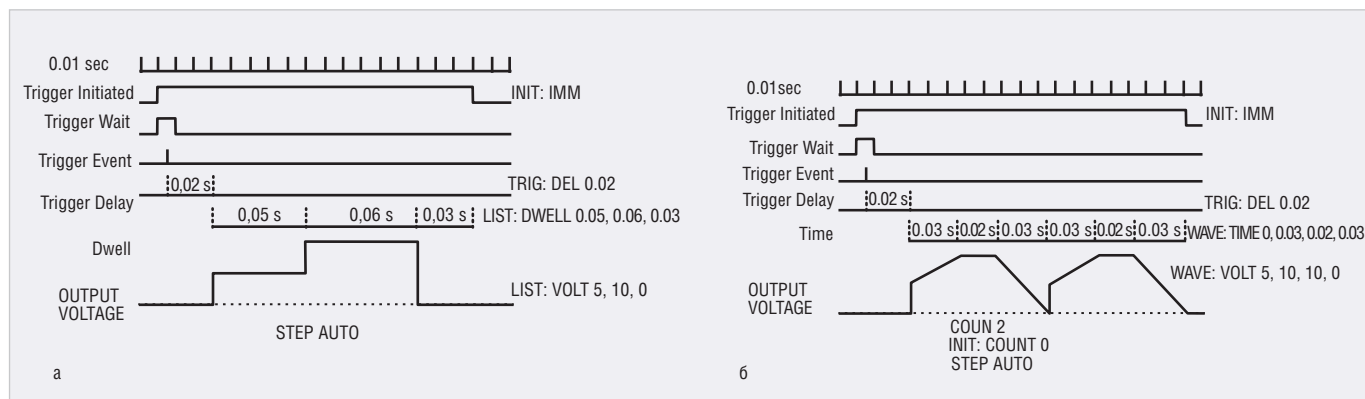 0.01 sec
Trigger Initiated
INIT: IMM
Trigger Wait
Trigger Event
0,02 s
TRIG: DEL 0.02
Trigger Delay
0,05 s 0,06 s 0,03 s
LIST: DWELL 0.05, 0.06, 0.03
Dwell
LIST: VOLT 5, 10, 0
OUTPUT
VOLTAGE
STEP AUTO
а
0.01sec
Trigger Initiated
INIT: IMM
Trigger Wait
Trigger Event
Trigger Delay
0.02 s
TRIG: DEL 0.02
Time
0.03 s 0.02 s 0.03 s 0.03 s 0.02 s 0.03 s
WAVE: TIME 0, 0.03, 0.02, 0.03
WAVE: VOLT 5, 10, 10, 0
OUTPUT
VOLTAGE
COUN 2
INIT: COUNT 0
STEP AUTO
б